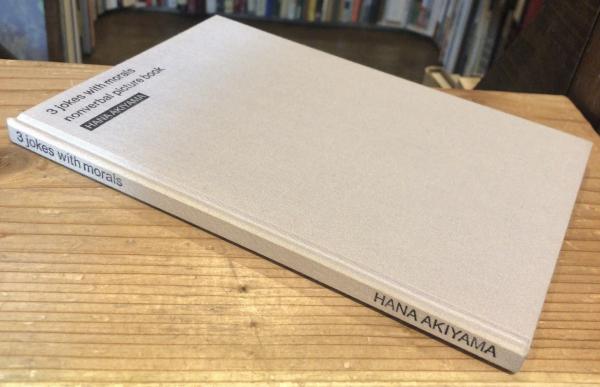 3 jokes with morals
nonverbal picture book
HANA AKIYAMA
3 jokes with morals
HANA AKIYAMA